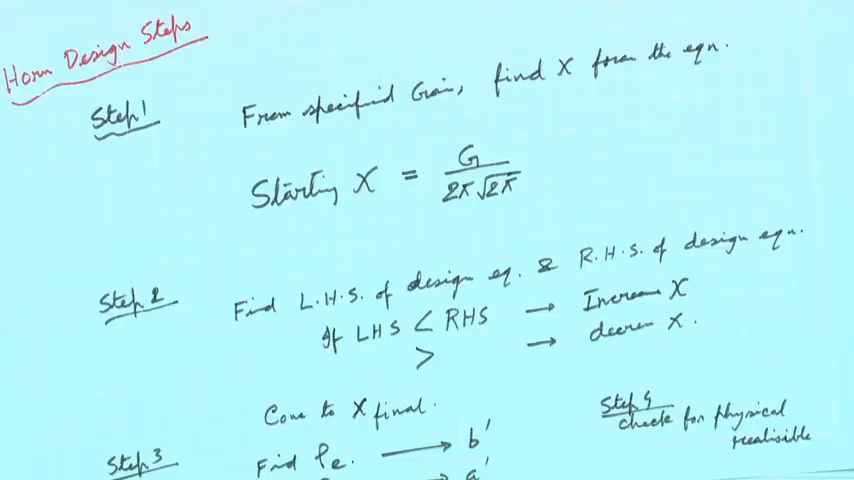 Horn Design Steps
Step 1 From specified Gain, find X from the eqn.
Starting X = G / 2π√2π
Step 2 Find L.H.S. of design eq. & R.H.S. of design eqn.
If LHS < RHS → Increase X
> → decrease X.
Come to X final.
Step 3 Find ρe. → b'
→ a'
Step 4
check for physical
realisible